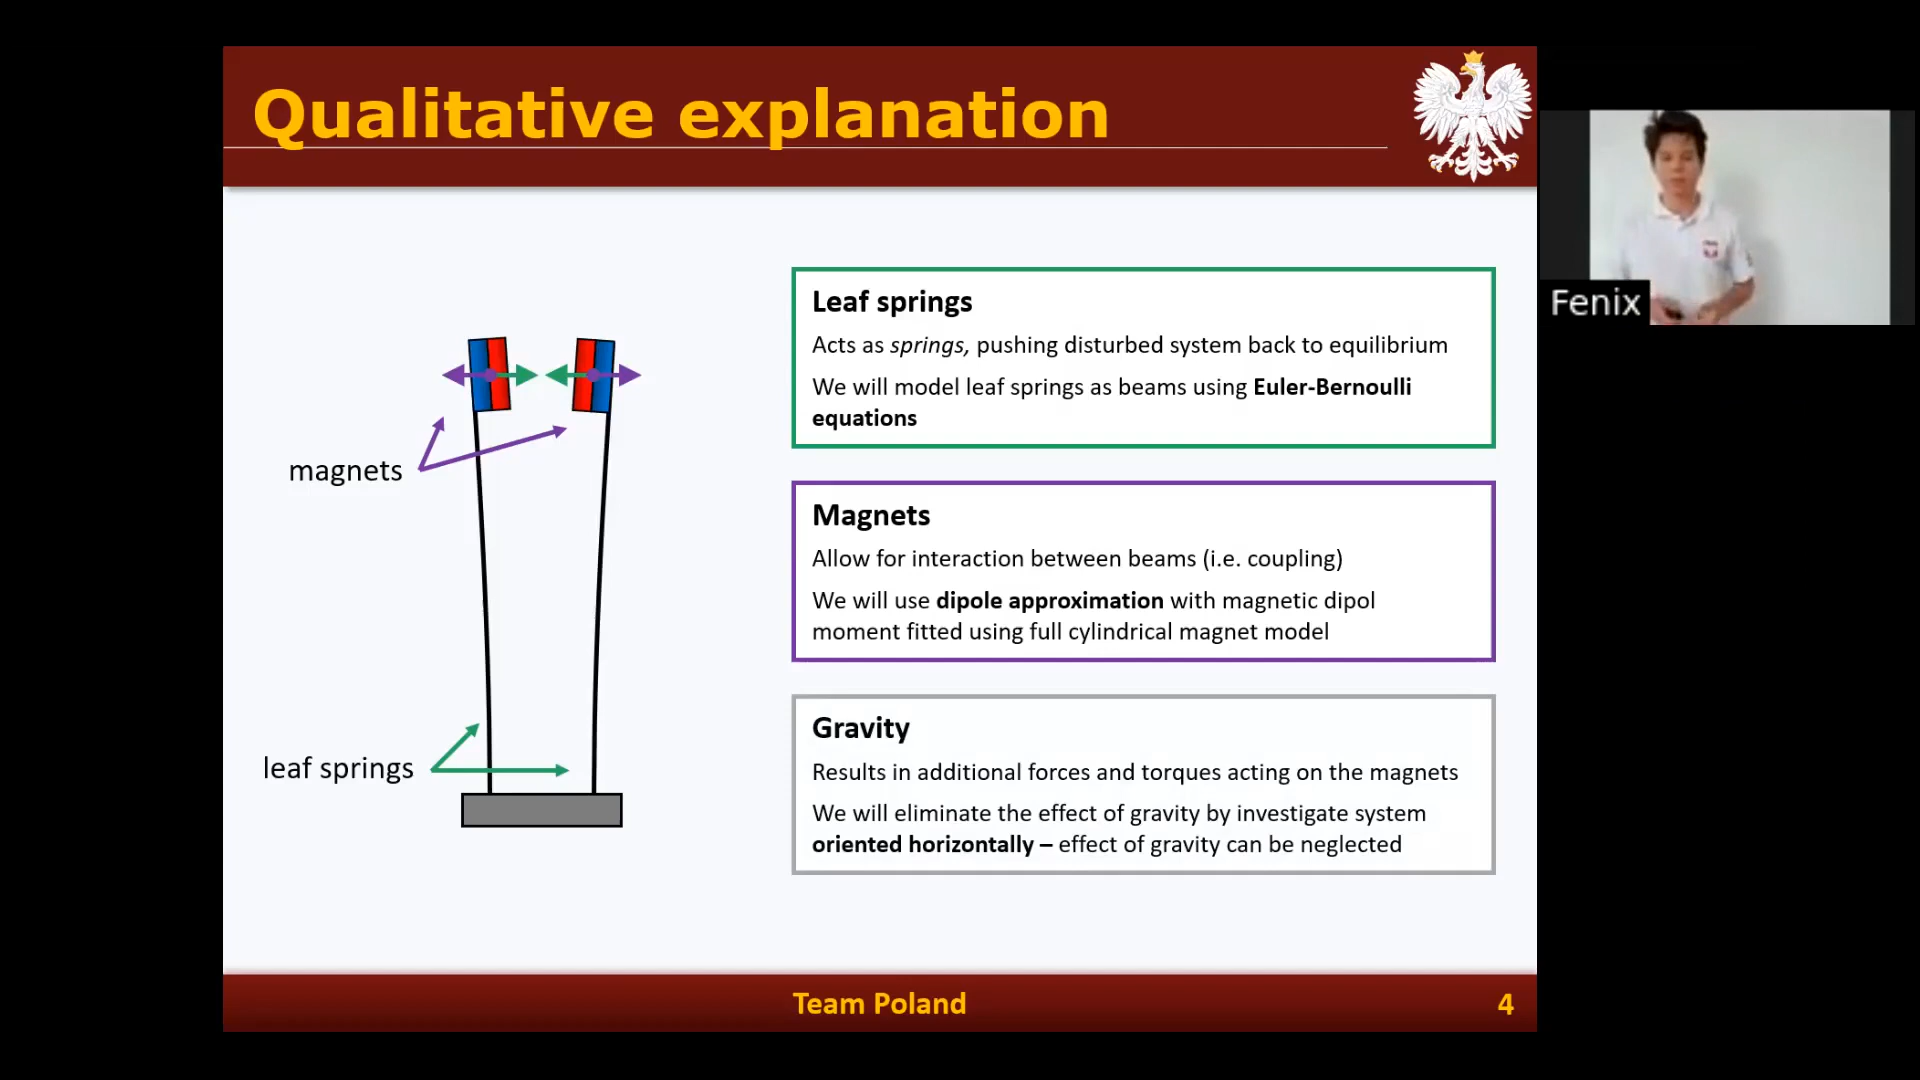 Qualitative explanation
Fenix
magnets
leaf springs
Leaf springs
Acts as springs, pushing disturbed system back to equilibrium
We will model leaf springs as beams using Euler-Bernoulli
equations
Magnets
Allow for interaction between beams (i.e. coupling)
We will use dipole approximation with magnetic dipol
moment fitted using full cylindrical magnet model
Gravity
Results in additional forces and torques acting on the magnets
We will eliminate the effect of gravity by investigate system
oriented horizontally – effect of gravity can be neglected
Team Poland
4